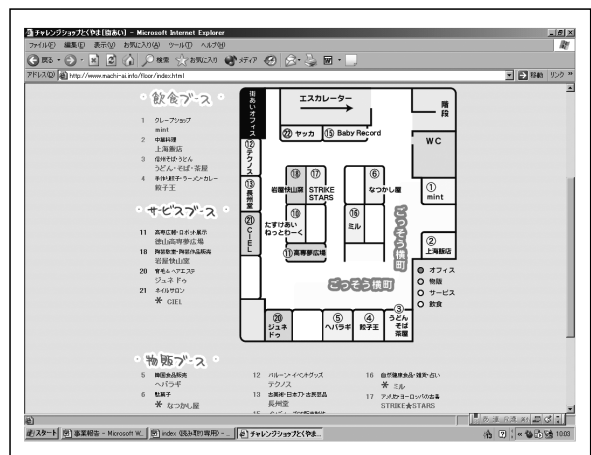 チャレンジショップとくやま[街あい] - Microsoft Internet Explorer
ファイル(F) 編集(E) 表示(V) お気に入り(A) ツール(T) ヘルプ(H)
戻る 検索 お気に入り メディア
アドレス(D) http://www.machi-ai.info/floor/index.html 移動 リンク
飲食ブース
1 クレープショップ
mint
2 中華料理
上海飯店
3 信州そば・うどん
うどん・そば・茶屋
4 手作り餃子・ラーメン・カレー
餃子王
サービスブース
11 高専広報・ロボット展示
徳山高専夢広場
18 陶芸教室・陶芸作品販売
岩屋快山窯
20 育毛&ヘアエステ
ジュネ ドゥ
21 ネイルサロン
* CIEL
街あいオフィス
エスカレーター
階段
㉒ ヤッカ
⑮ Baby Record
WC
⑫ テクノス
⑬ 長州堂
㉑ CIEL
⑱ 岩屋快山窯
⑰ STRIKE STARS
⑥ なつかし屋
① mint
⑩ たすけあいねっとわーく
⑯ ミル
⑪ 高専夢広場
② 上海飯店
ごっそう横町
ごっそう横町
オフィス
物販
サービス
飲食
⑳ ジュネドゥ
⑤ ヘバラギ
④ 餃子王
③ うどんそば茶屋
物販ブース
5 韓国食品販売
ヘバラギ
6 駄菓子
* なつかし屋
12 バルーン・イベントグッズ
テクノス
13 古美術・日本刀・古民芸品
長州堂
16 自然健康食品・雑貨・占い
* ミル
17 アメリカ・ヨーロッパの古着
STRIKE★STARS
スタート 事業報告 - Microsoft W... index (読み取り専用) - ... チャレンジショップとくやま... 10:03